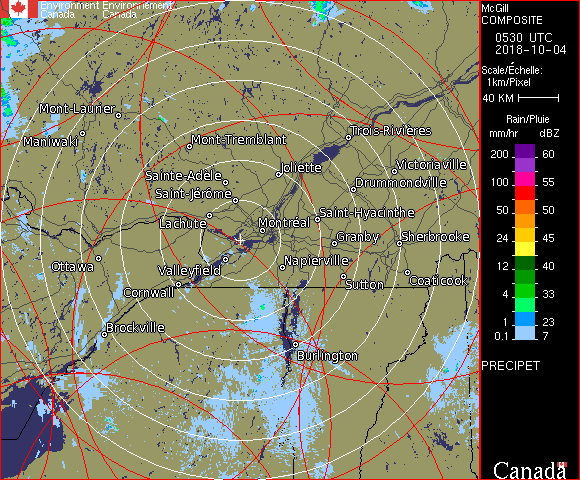 Environment Environnement
Canada Canada
McGill
COMPOSITE
0530 UTC
2018-10-04
Scale/Échelle:
1km/Pixel
40 KM
Rain/Pluie
mm/hr dBZ
200 60
100 55
50 50
24 45
12 40
4 33
1 23
0.1 7
PRECIPET
Canada
Mont-Laurier
Maniwaki
Mont-Tremblant
Trois-Rivières
Joliette
Victoriaville
Sainte-Adèle
Drummondville
Saint-Jérôme
Lachute
Saint-Hyacinthe
Montréal
Granby
Sherbrooke
Ottawa
Valleyfield
Napierville
Cornwall
Sutton
Coaticook
Brockville
Burlington